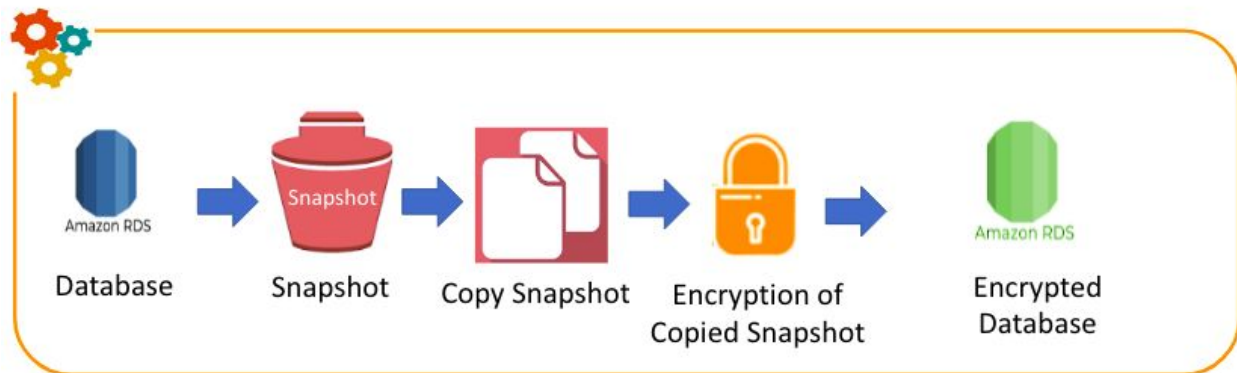 Snapshot
Amazon RDS
Amazon RDS
Database
Snapshot
Copy Snapshot
Encryption of
Copied Snapshot
Encrypted
Database